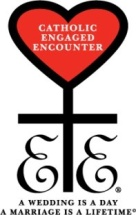 CATHOLIC
ENGAGED
ENCOUNTER
EE®
A WEDDING IS A DAY
A MARRIAGE IS A LIFETIME®